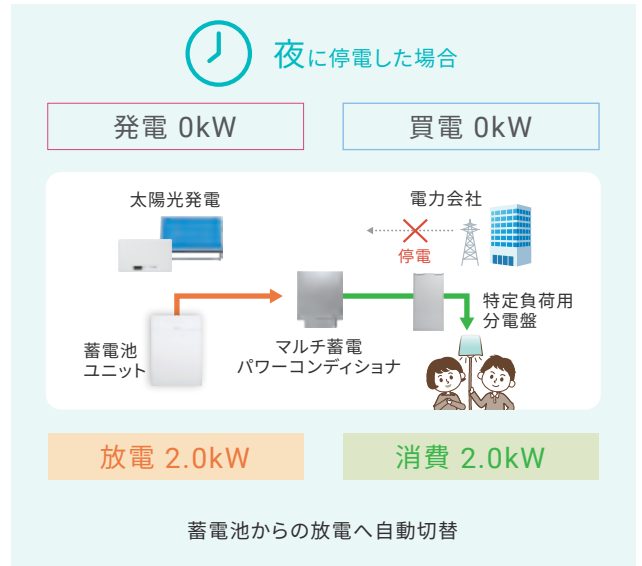 夜に停電した場合
発電 0kW
買電 0kW
太陽光発電
電力会社
停電
特定負荷用
分電盤
蓄電池
ユニット
マルチ蓄電
パワーコンディショナ
放電 2.0kW
消費 2.0kW
蓄電池からの放電へ自動切替